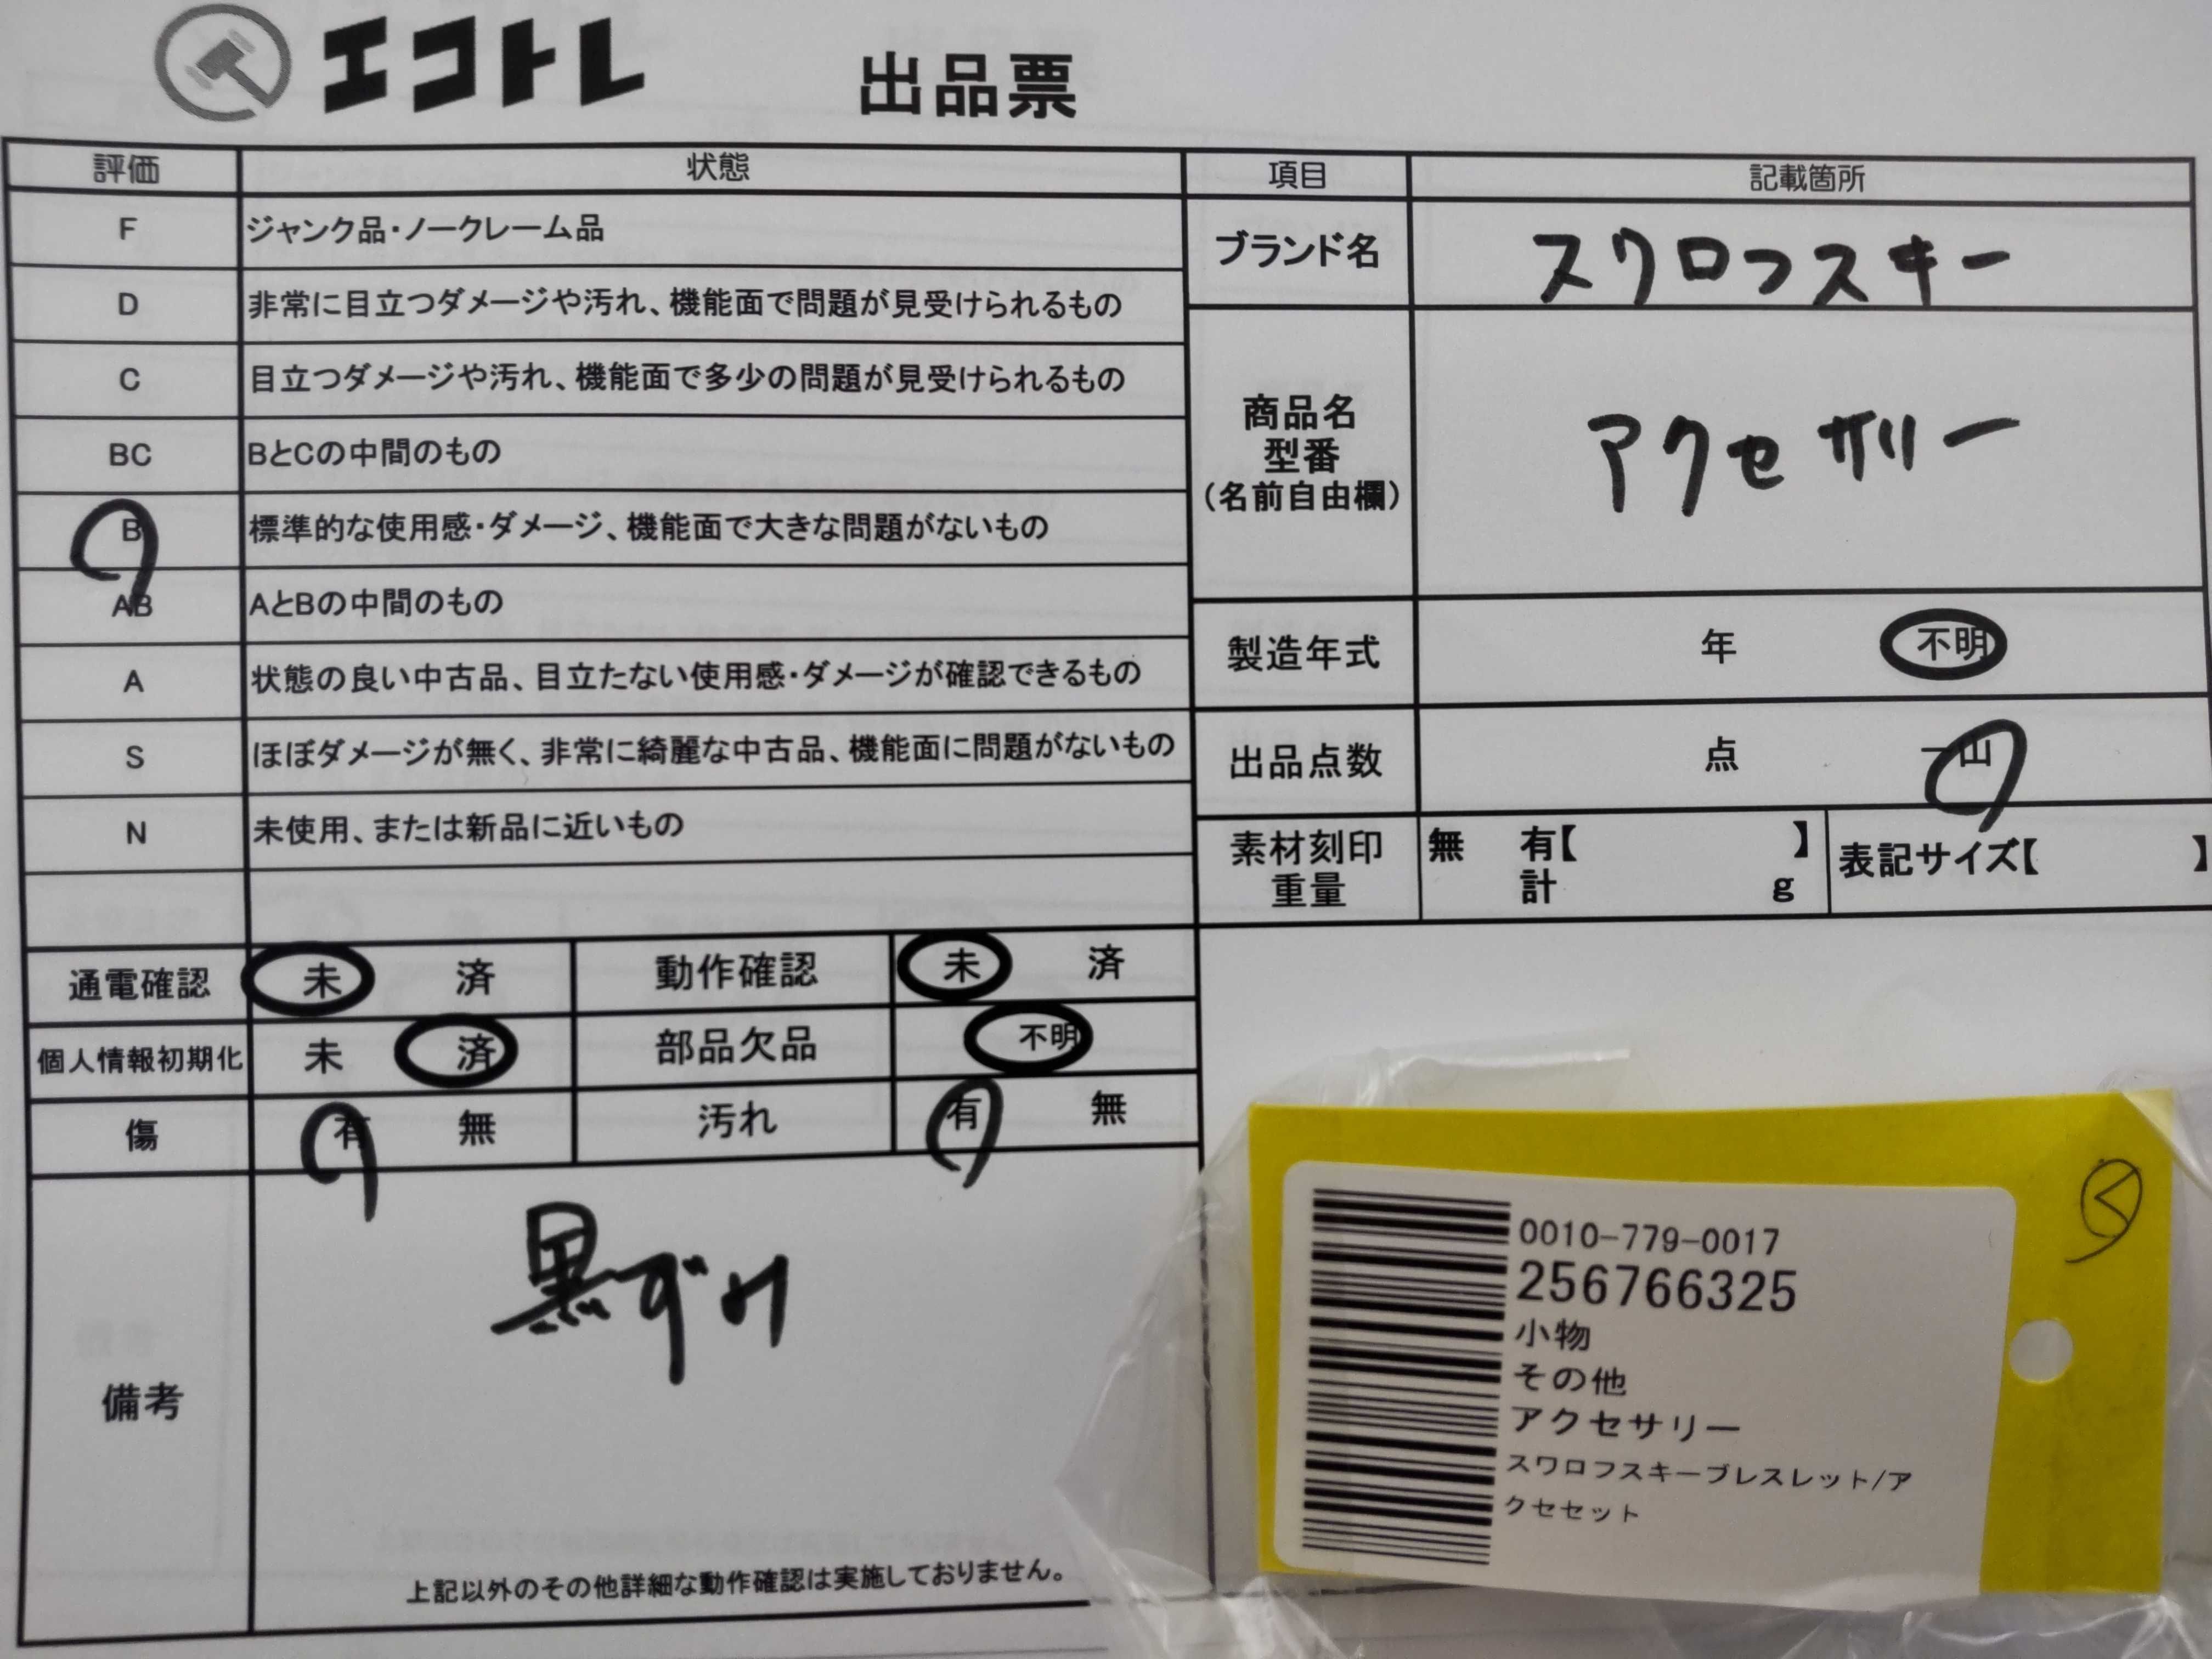 エコトレ
出品票
評価 状態
F ジャンク品・ノークレーム品
D 非常に目立つダメージや汚れ、機能面で問題が見受けられるもの
C 目立つダメージや汚れ、機能面で多少の問題が見受けられるもの
BC BとCの中間のもの
B 標準的な使用感・ダメージ、機能面で大きな問題がないもの
AB AとBの中間のもの
A 状態の良い中古品、目立たない使用感・ダメージが確認できるもの
S ほぼダメージが無く、非常に綺麗な中古品、機能面に問題がないもの
N 未使用、または新品に近いもの
通電確認 未 済 動作確認 未 済
個人情報初期化 未 済 部品欠品 不明
傷 有 無 汚れ 有 無
備考
黒ずみ
上記以外のその他詳細な動作確認は実施しておりません。
項目 記載箇所
ブランド名 スワロフスキー
商品名
型番
(名前自由欄)
アクセサリー
製造年式 年 不明
出品点数 点 一山
素材刻印 無 有【 】
重量 計 g
表記サイズ【 】
0010-779-0017
256766325
小物
その他
アクセサリー
スワロフスキーブレスレット/ア
クセセット